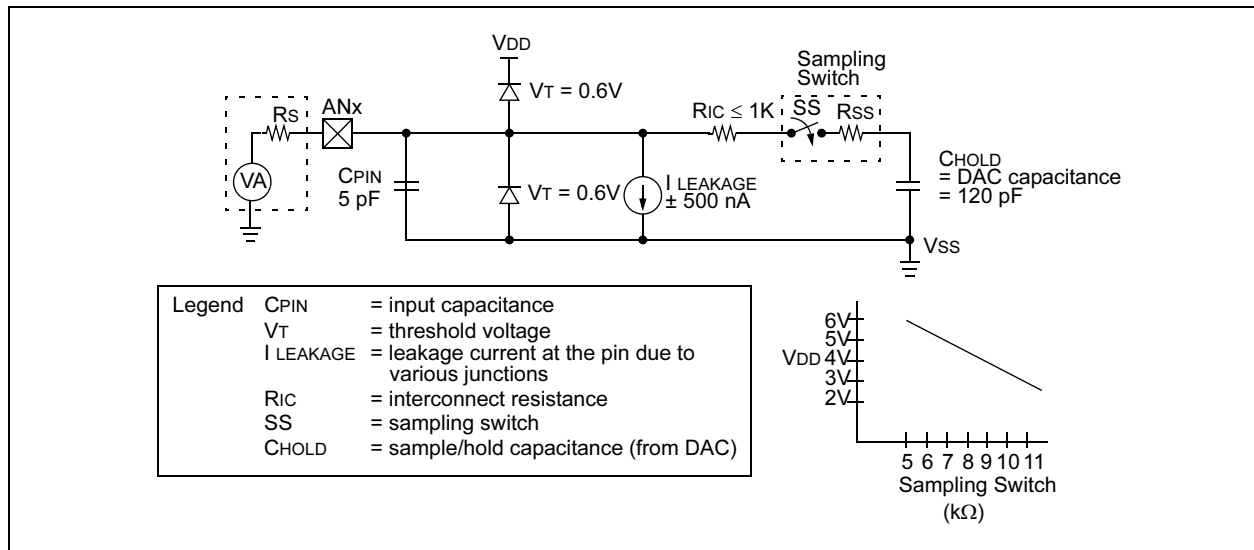 VDD
Sampling
Switch
VT = 0.6V
RS
ANx
RIC ≤ 1K
SS
RSS
VA
CPIN
5 pF
VT = 0.6V
I LEAKAGE
± 500 nA
CHOLD
= DAC capacitance
= 120 pF
VSS
Legend CPIN = input capacitance
VT = threshold voltage
I LEAKAGE = leakage current at the pin due to
various junctions
RIC = interconnect resistance
SS = sampling switch
CHOLD = sample/hold capacitance (from DAC)
6V
5V
VDD 4V
3V
2V
5 6 7 8 9 10 11
Sampling Switch
(kΩ)